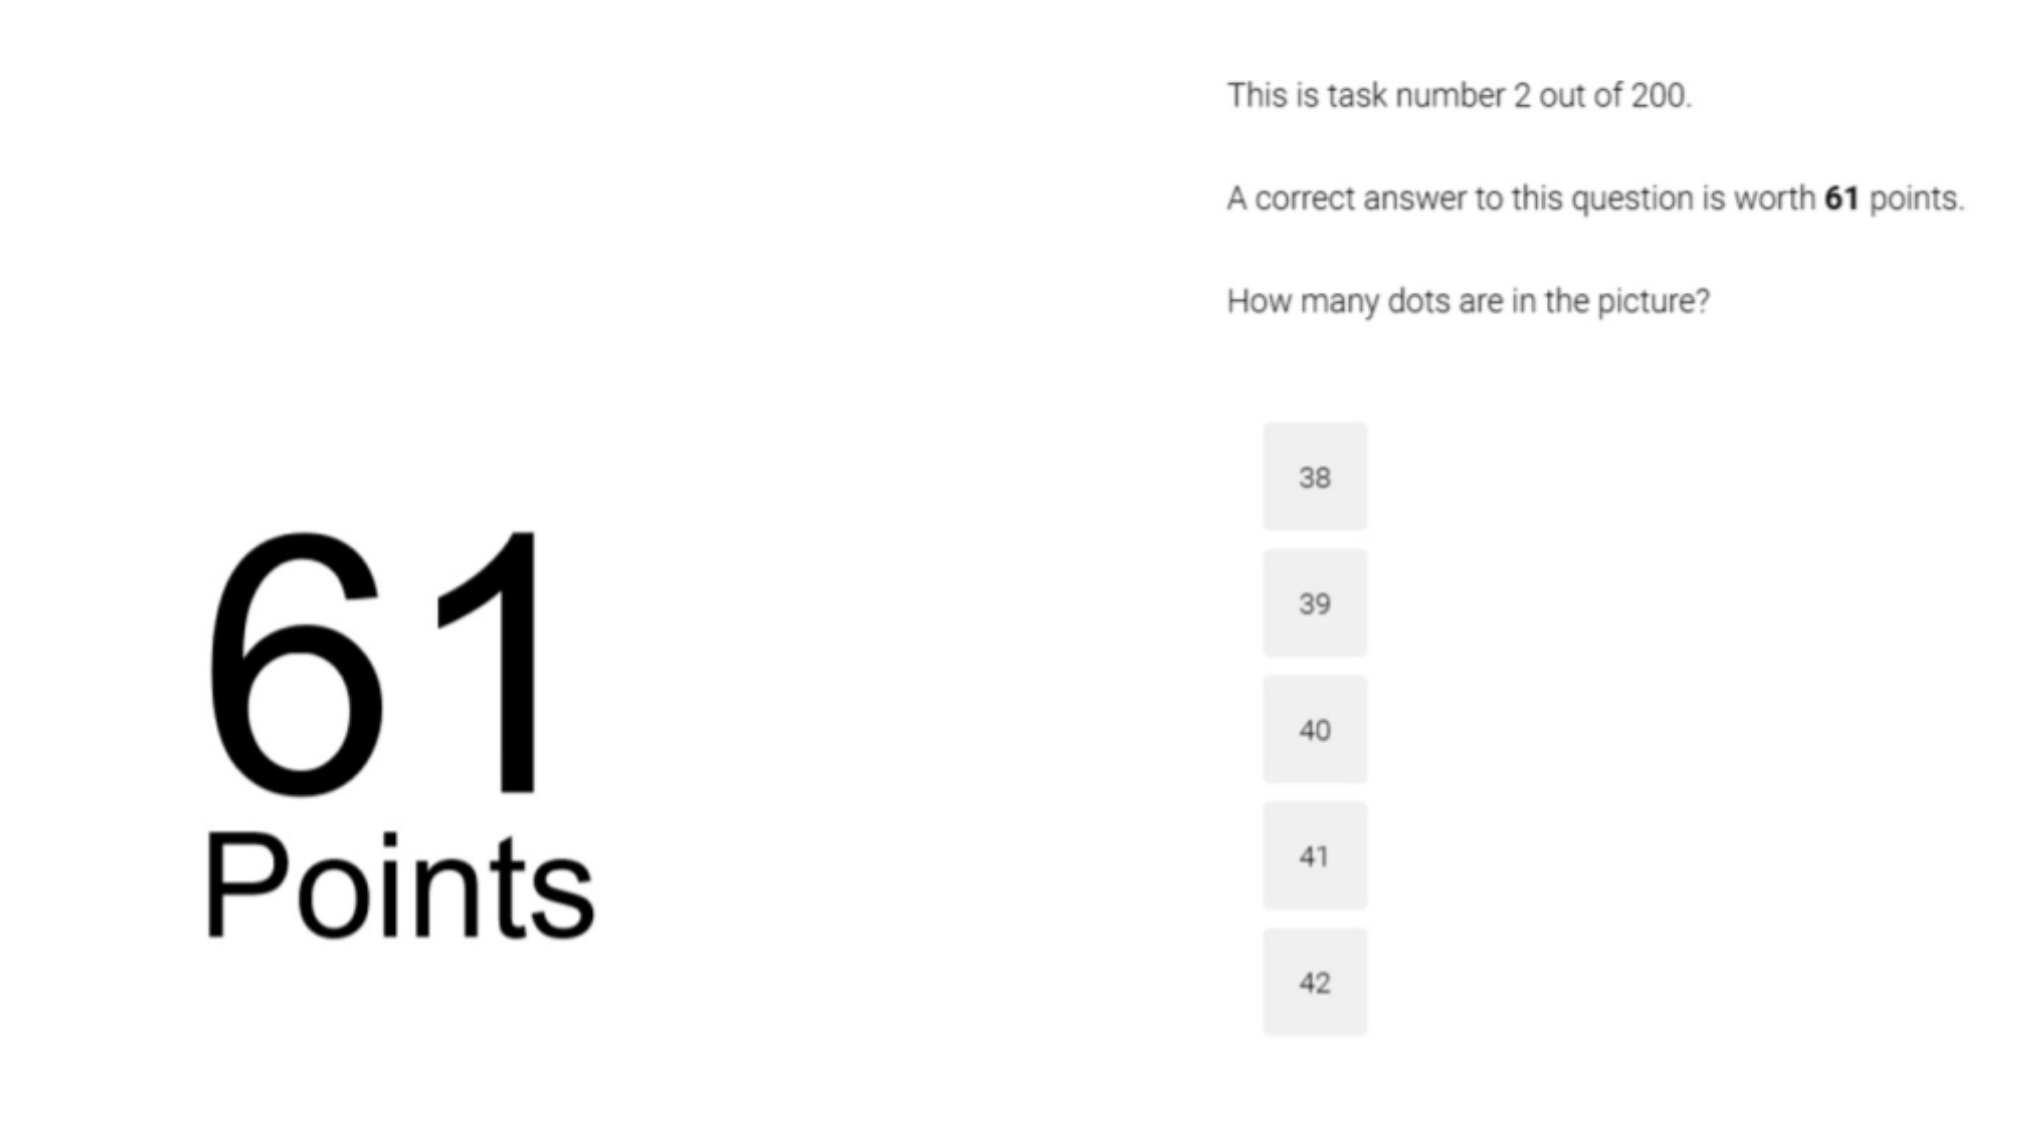 This is task number 2 out of 200.
A correct answer to this question is worth 61 points.
How many dots are in the picture?
38
39
40
41
42
61
Points